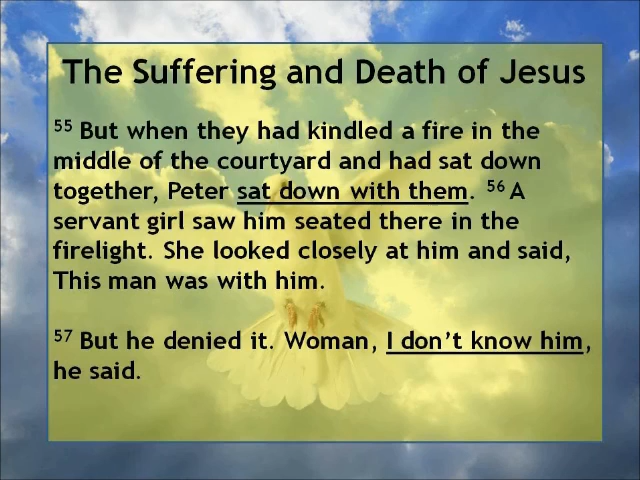 The Suffering and Death of Jesus
55 But when they had kindled a fire in the
middle of the courtyard and had sat down
together, Peter sat down with them. 56 A
servant girl saw him seated there in the
firelight. She looked closely at him and said,
This man was with him.
57 But he denied it. Woman, I don’t know him,
he said.